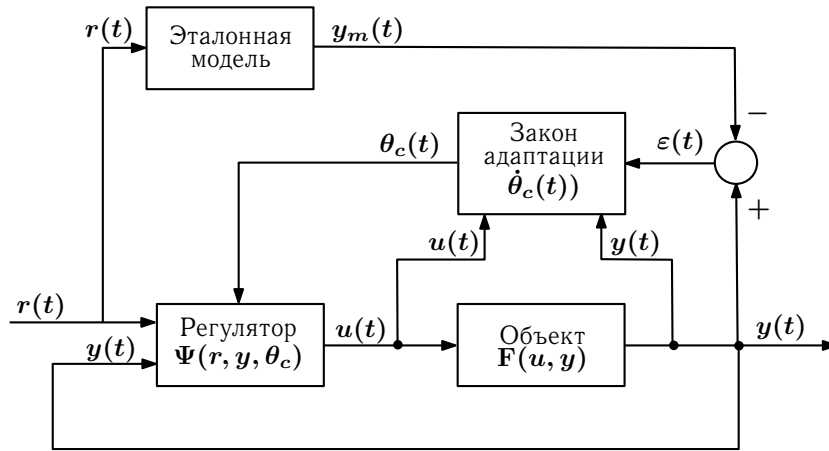 r(t)
Эталонная
модель
y_m(t)
−
Закон
адаптации
θ̇_c(t))
θ_c(t)
ε(t)
+
u(t)
y(t)
r(t)
y(t)
Регулятор
Ψ(r, y, θ_c)
u(t)
Объект
F(u, y)
y(t)